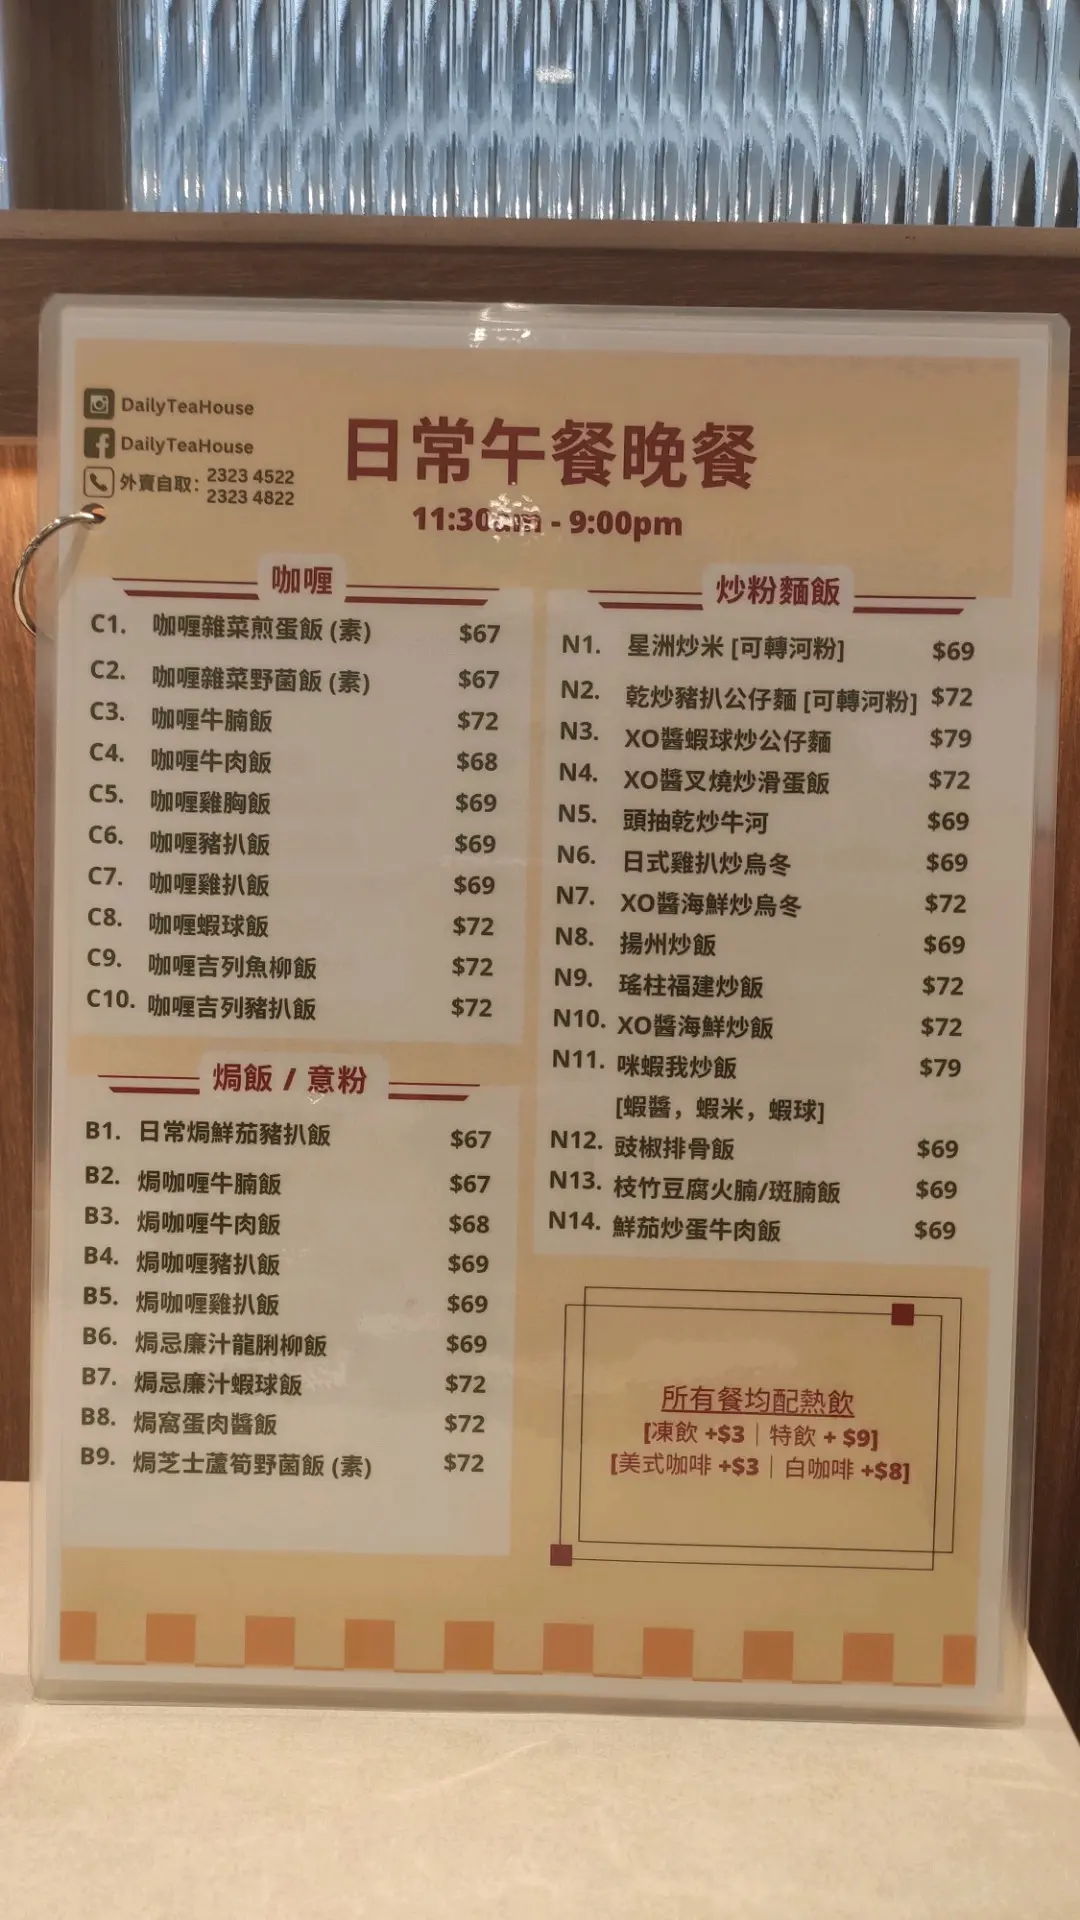 DailyTeaHouse
DailyTeaHouse
外賣自取：2323 4522
2323 4822
日常午餐晚餐
11:30am - 9:00pm
咖喱
C1. 咖喱雜菜煎蛋飯 (素) $67
C2. 咖喱雜菜野菌飯 (素) $67
C3. 咖喱牛腩飯 $72
C4. 咖喱牛肉飯 $68
C5. 咖喱雞胸飯 $69
C6. 咖喱豬扒飯 $69
C7. 咖喱雞扒飯 $69
C8. 咖喱蝦球飯 $72
C9. 咖喱吉列魚柳飯 $72
C10. 咖喱吉列豬扒飯 $72
焗飯 / 意粉
B1. 日常焗鮮茄豬扒飯 $67
B2. 焗咖喱牛腩飯 $67
B3. 焗咖喱牛肉飯 $68
B4. 焗咖喱豬扒飯 $69
B5. 焗咖喱雞扒飯 $69
B6. 焗忌廉汁龍脷柳飯 $69
B7. 焗忌廉汁蝦球飯 $72
B8. 焗窩蛋肉醬飯 $72
B9. 焗芝士蘆筍野菌飯 (素) $72
炒粉麵飯
N1. 星洲炒米 [可轉河粉] $69
N2. 乾炒豬扒公仔麵 [可轉河粉] $72
N3. XO醬蝦球炒公仔麵 $79
N4. XO醬叉燒炒滑蛋飯 $72
N5. 頭抽乾炒牛河 $69
N6. 日式雞扒炒烏冬 $69
N7. XO醬海鮮炒烏冬 $72
N8. 揚州炒飯 $69
N9. 瑤柱福建炒飯 $72
N10. XO醬海鮮炒飯 $72
N11. 咪蝦我炒飯 $79
[蝦醬，蝦米，蝦球]
N12. 豉椒排骨飯 $69
N13. 枝竹豆腐火腩/斑腩飯 $69
N14. 鮮茄炒蛋牛肉飯 $69
所有餐均配熱飲
[凍飲 +$3｜特飲 + $9]
[美式咖啡 +$3｜白咖啡 +$8]